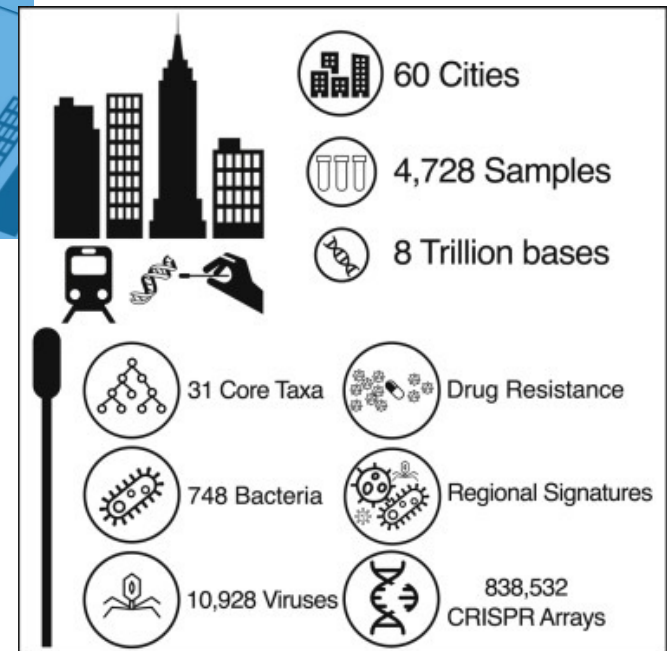 60 Cities
4,728 Samples
8 Trillion bases
31 Core Taxa
Drug Resistance
748 Bacteria
Regional Signatures
10,928 Viruses
838,532
CRISPR Arrays